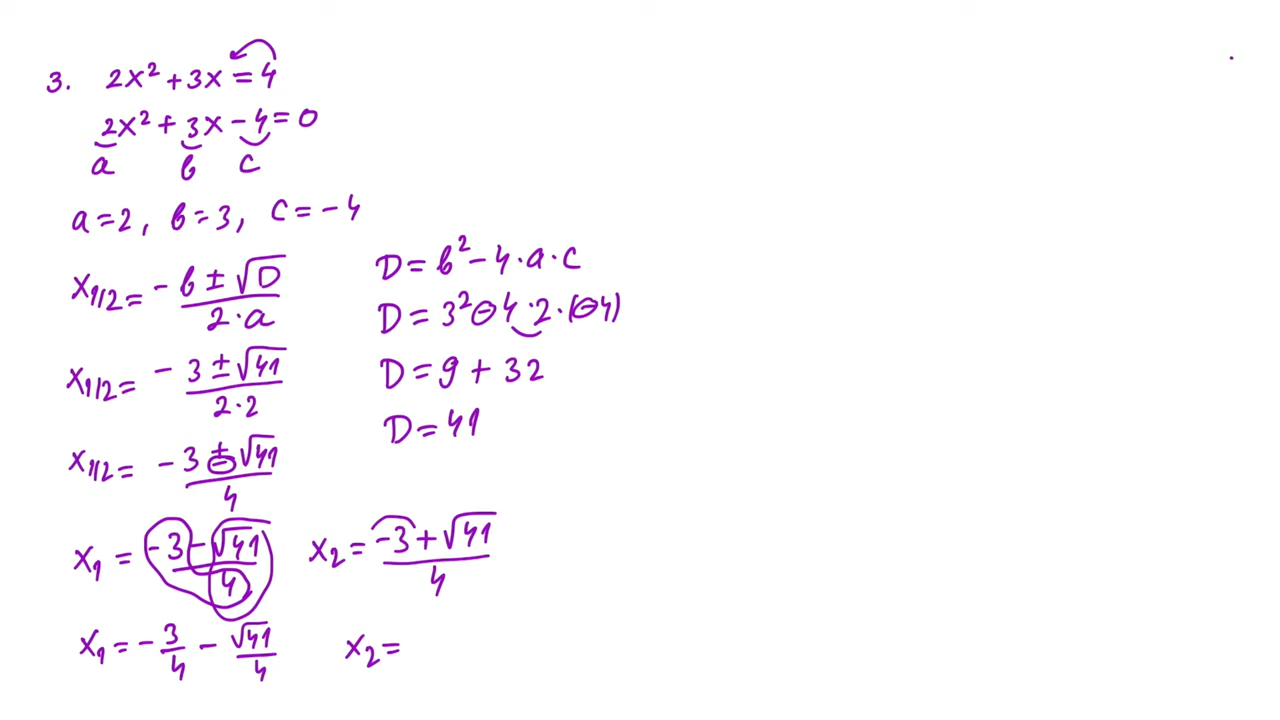 3. 2x² + 3x = 4
2x² + 3x - 4 = 0
a в c
a = 2, в = 3, c = - 4
x₁/₂ = - в ± √D / 2·a
D = в² - 4·a·c
D = 3² - 4·2·(-4)
x₁/₂ = - 3 ± √41 / 2·2
D = 9 + 32
D = 41
x₁/₂ = - 3 ± √41 / 4
x₁ = -3 - √41 / 4
x₂ = -3 + √41 / 4
x₁ = - 3/4 - √41/4
x₂ =